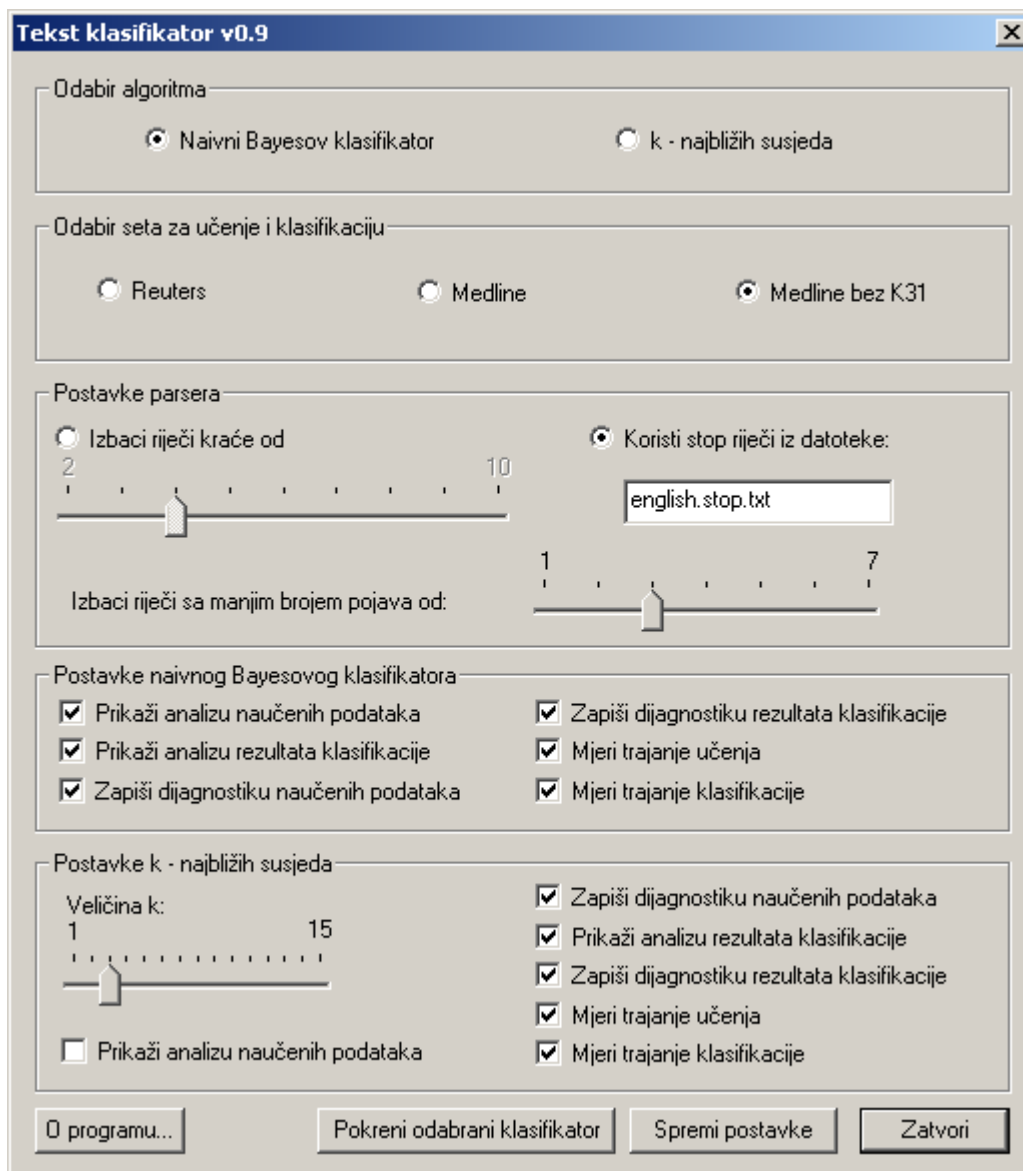 Tekst klasifikator v0.9
Odabir algoritma
Naivni Bayesov klasifikator
k - najbližih susjeda
Odabir seta za učenje i klasifikaciju
Reuters
Medline
Medline bez K31
Postavke parsera
Izbaci riječi kraće od
Koristi stop riječi iz datoteke:
2 10
english.stop.txt
1 7
Izbaci riječi sa manjim brojem pojava od:
Postavke naivnog Bayesovog klasifikatora
Prikaži analizu naučenih podataka
Prikaži analizu rezultata klasifikacije
Zapiši dijagnostiku naučenih podataka
Zapiši dijagnostiku rezultata klasifikacije
Mjeri trajanje učenja
Mjeri trajanje klasifikacije
Postavke k - najbližih susjeda
Veličina k:
1 15
Prikaži analizu naučenih podataka
Zapiši dijagnostiku naučenih podataka
Prikaži analizu rezultata klasifikacije
Zapiši dijagnostiku rezultata klasifikacije
Mjeri trajanje učenja
Mjeri trajanje klasifikacije
O programu...
Pokreni odabrani klasifikator
Spremi postavke
Zatvori